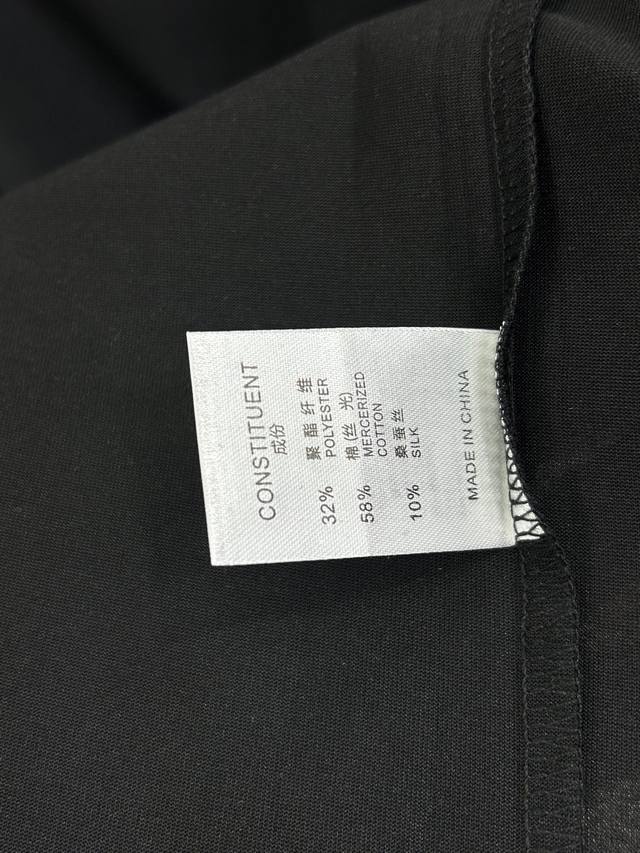 CONSTITUENT
成份
32% 聚酯纤维
POLYESTER
58% 棉(丝光)
MERCERIZED
COTTON
10% 桑蚕丝
SILK
MADE IN CHINA